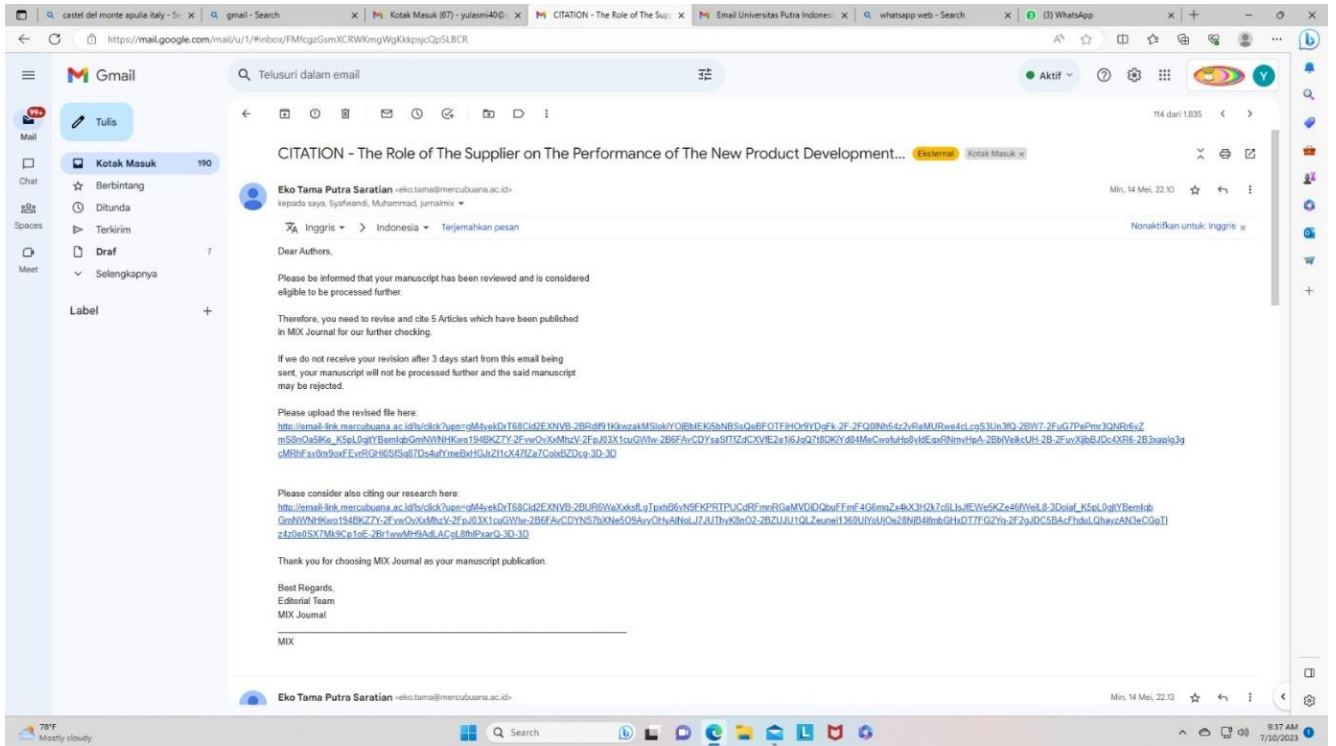 castel del monte apulia italy - Se
gmail - Search
Kotak Masuk (67) - yulasmi40@
CITATION - The Role of The Sup
Email Universitas Putra Indonesi
whatsapp web - Search
(3) WhatsApp
https://mail.google.com/mail/u/1/#inbox/FMfcgzGsmXCRWKmgWgKkkpsjcQpSLBCR
Gmail
Telusuri dalam email
Aktif
Y
99+
Mail
Chat
Spaces
Meet
Tulis
Kotak Masuk 190
Berbintang
Ditunda
Terkirim
Draf 7
Selengkapnya
Label
114 dari 1.835
CITATION - The Role of The Supplier on The Performance of The New Product Development...
Eksternal
Kotak Masuk x
Eko Tama Putra Saratian <eko.tama@mercubuana.ac.id>
Min, 14 Mei, 22.10
kepada saya, Syafwandi, Muhammad, jurnalmix
Inggris > Indonesia Terjemahkan pesan
Nonaktifkan untuk: Inggris x
Dear Authors,
Please be informed that your manuscript has been reviewed and is considered
eligible to be processed further.
Therefore, you need to revise and cite 5 Articles which have been published
in MIX Journal for our further checking.
If we do not receive your revision after 3 days start from this email being
sent, your manuscript will not be processed further and the said manuscript
may be rejected.
Please upload the revised file here:
Please consider also citing our research here:
Thank you for choosing MIX Journal as your manuscript publication.
Best Regards,
Editorial Team
MIX Journal
MIX
Eko Tama Putra Saratian <eko.tama@mercubuana.ac.id>
Min, 14 Mei, 22.13
78°F
Mostly cloudy
Search
9:37 AM
7/10/2023